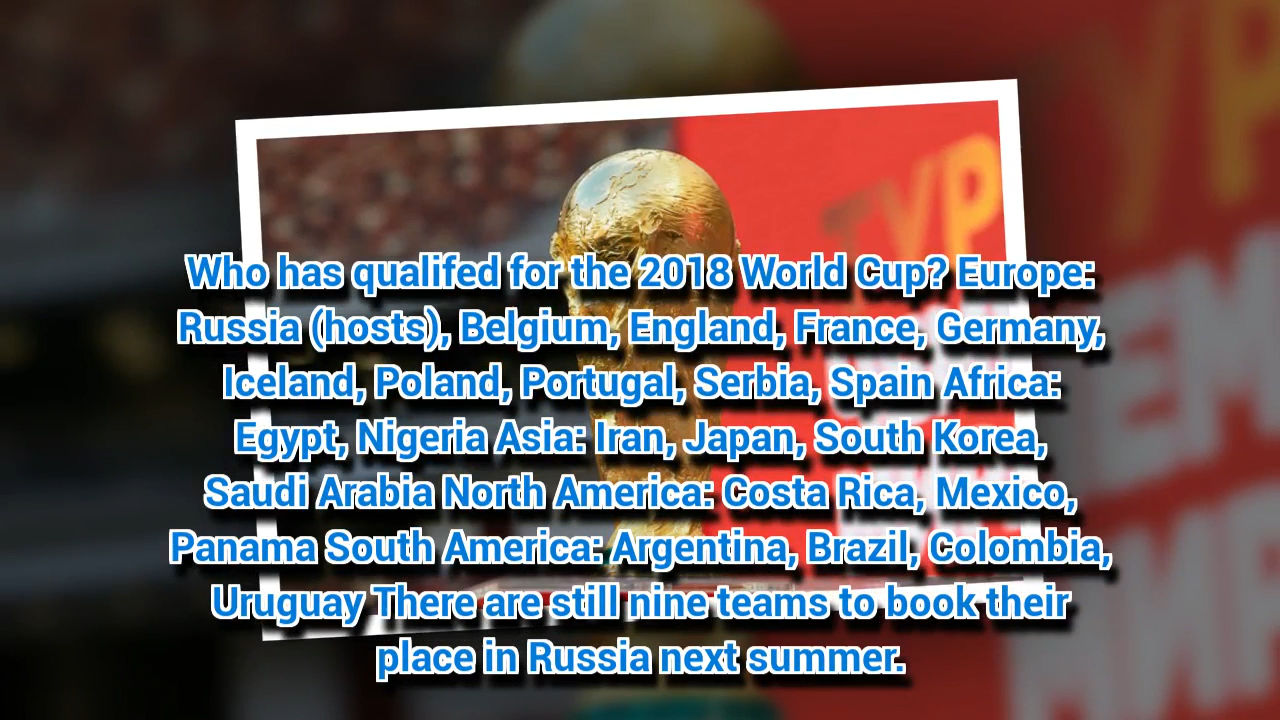 Who has qualifed for the 2018 World Cup? Europe:
Russia (hosts), Belgium, England, France, Germany,
Iceland, Poland, Portugal, Serbia, Spain Africa:
Egypt, Nigeria Asia: Iran, Japan, South Korea,
Saudi Arabia North America: Costa Rica, Mexico,
Panama South America: Argentina, Brazil, Colombia,
Uruguay There are still nine teams to book their
place in Russia next summer.